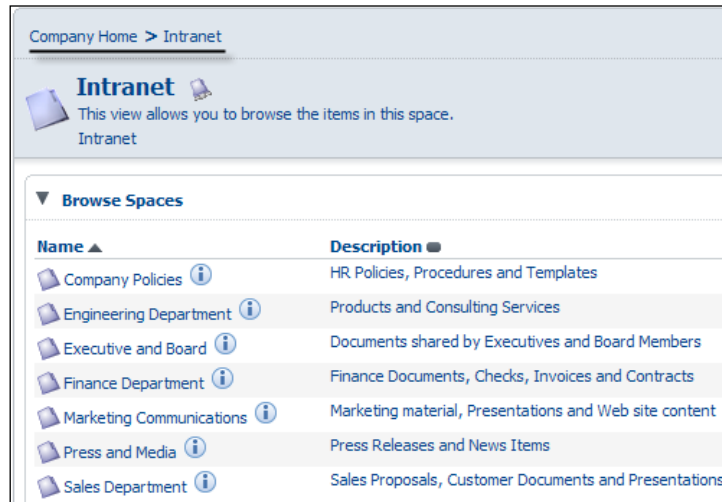 Company Home > Intranet
Intranet
This view allows you to browse the items in this space.
Intranet
Browse Spaces
Name Description
Company Policies HR Policies, Procedures and Templates
Engineering Department Products and Consulting Services
Executive and Board Documents shared by Executives and Board Members
Finance Department Finance Documents, Checks, Invoices and Contracts
Marketing Communications Marketing material, Presentations and Web site content
Press and Media Press Releases and News Items
Sales Department Sales Proposals, Customer Documents and Presentations